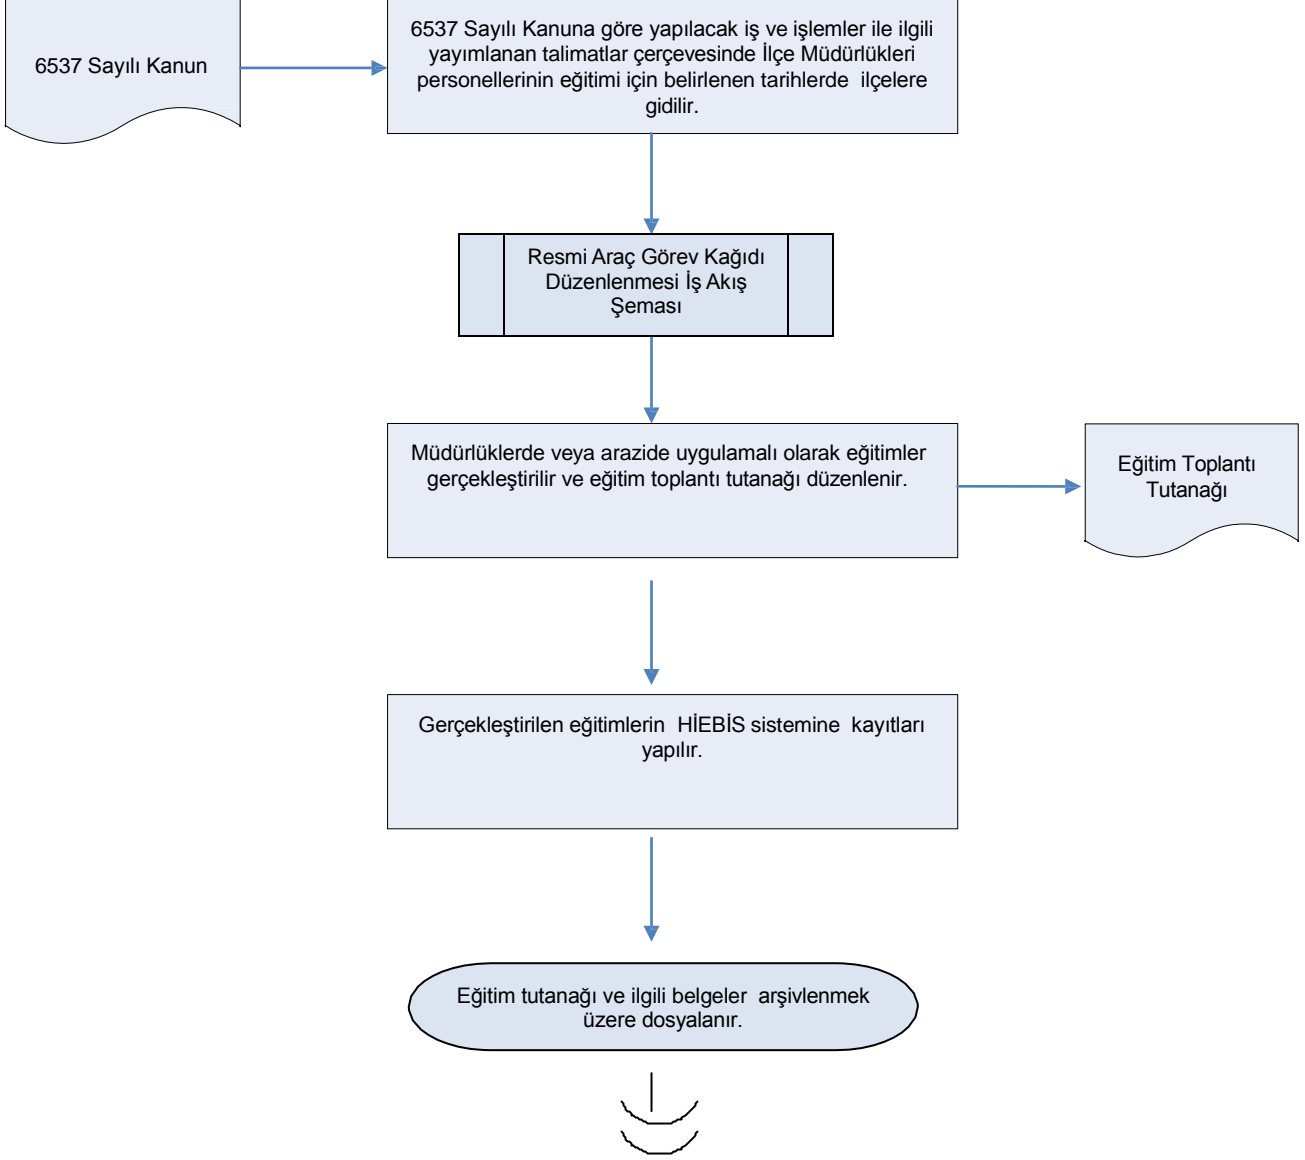 6537 Sayılı Kanun
6537 Sayılı Kanuna göre yapılacak iş ve işlemler ile ilgili
yayımlanan talimatlar çerçevesinde İlçe Müdürlükleri
personellerinin eğitimi için belirlenen tarihlerde ilçelere
gidilir.
Resmi Araç Görev Kağıdı
Düzenlenmesi İş Akış
Şeması
Müdürlüklerde veya arazide uygulamalı olarak eğitimler
gerçekleştirilir ve eğitim toplantı tutanağı düzenlenir.
Eğitim Toplantı
Tutanağı
Gerçekleştirilen eğitimlerin HİEBİS sistemine kayıtları
yapılır.
Eğitim tutanağı ve ilgili belgeler arşivlenmek
üzere dosyalanır.